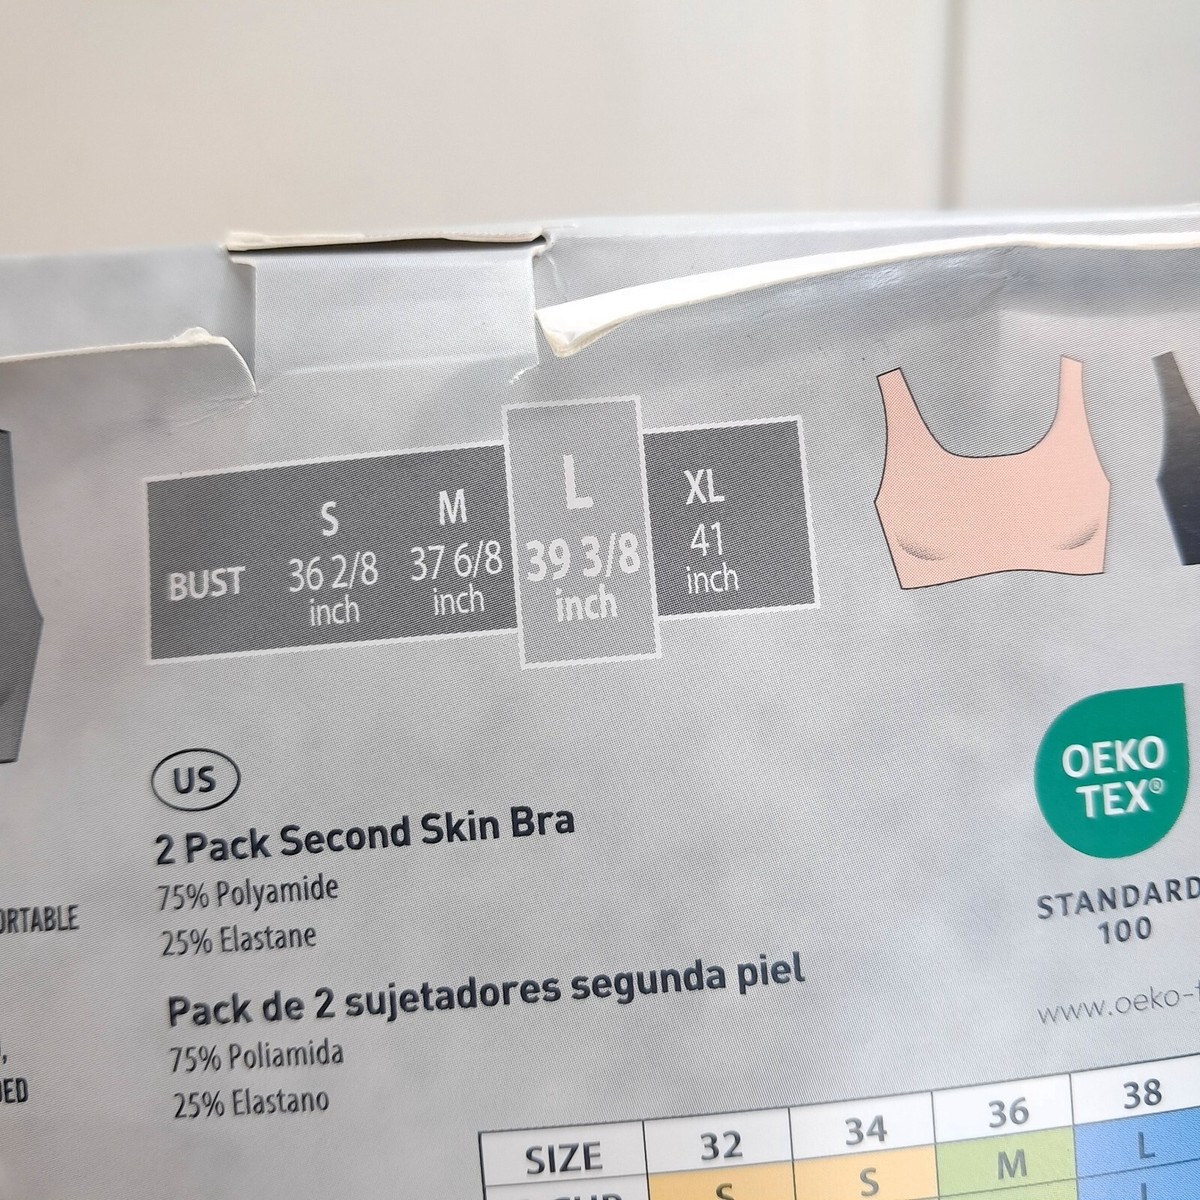 S M L XL
BUST 36 2/8 37 6/8 39 3/8 41
inch inch inch inch
US
2 Pack Second Skin Bra
75% Polyamide
25% Elastane
Pack de 2 sujetadores segunda piel
75% Poliamida
25% Elastano
OEKO
TEX®
STANDARD
100
www.oeko-t
ORTABLE
SIZE 32 34 36 38
S S M L